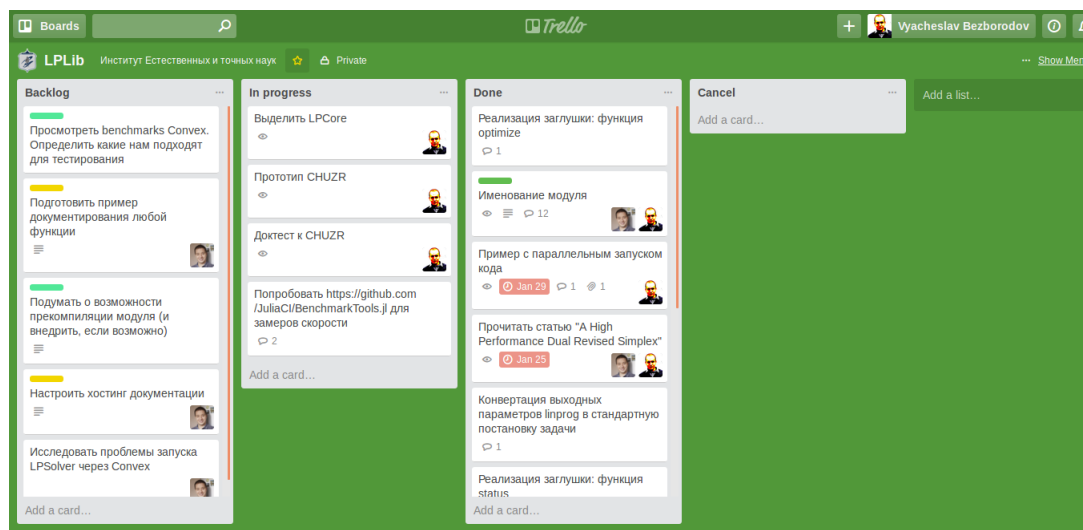 Boards
Trello
Vyacheslav Bezborodov
LPLib
Институт Естественных и точных наук
Private
... Show Men
Backlog
Просмотреть benchmarks Convex.
Определить какие нам подходят
для тестирования
Подготовить пример
документирования любой
функции
Подумать о возможности
прекомпиляции модуля (и
внедрить, если возможно)
Настроить хостинг документации
Исследовать проблемы запуска
LPSolver через Convex
Add a card…
In progress
Выделить LPCore
Прототип CHUZR
Доктест к CHUZR
Попробовать https://github.com
/JuliaCI/BenchmarkTools.jl для
замеров скорости
2
Add a card…
Done
Реализация заглушки: функция
optimize
1
Именование модуля
12
Пример с параллельным запуском
кода
Jan 29 1 1
Прочитать статью "A High
Performance Dual Revised Simplex"
Jan 25
Конвертация выходных
параметров linprog в стандартную
постановку задачи
1
Реализация заглушки: функция
status
Add a card…
Cancel
Add a card…
Add a list…